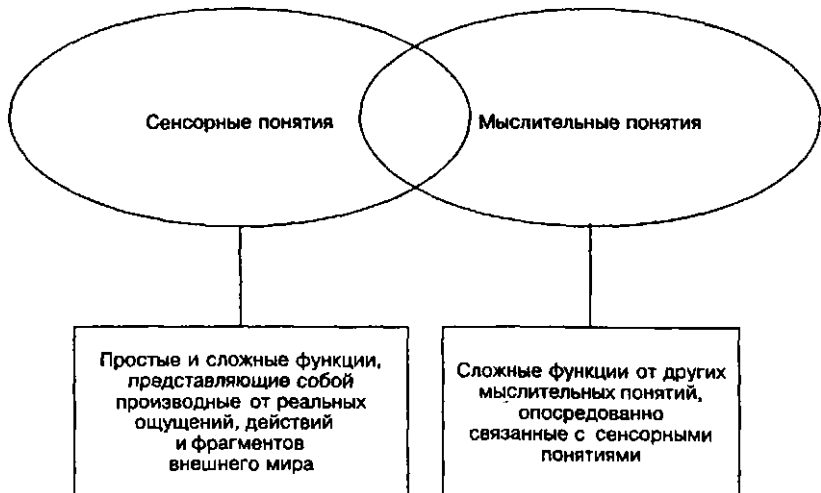 Сенсорные понятия
Мыслительные понятия
Простые и сложные функции,
представляющие собой
производные от реальных
ощущений, действий
и фрагментов
внешнего мира
Сложные функции от других
мыслительных понятий,
опосредованно
связанные с сенсорными
понятиями